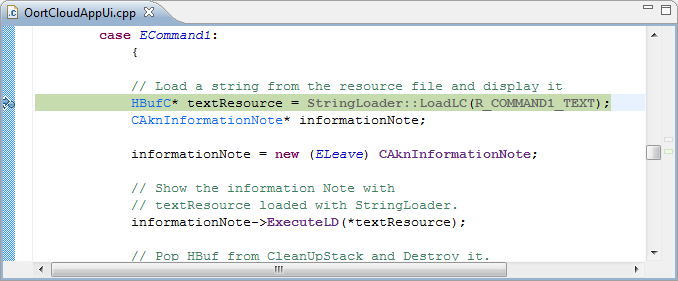 OortCloudAppUi.cpp
case ECommand1:
{
// Load a string from the resource file and display it
HBufC* textResource = StringLoader::LoadLC(R_COMMAND1_TEXT);
CAknInformationNote* informationNote;
informationNote = new (ELeave) CAknInformationNote;
// Show the information Note with
// textResource loaded with StringLoader.
informationNote->ExecuteLD(*textResource);
// Pop HBuf from CleanUpStack and Destroy it.